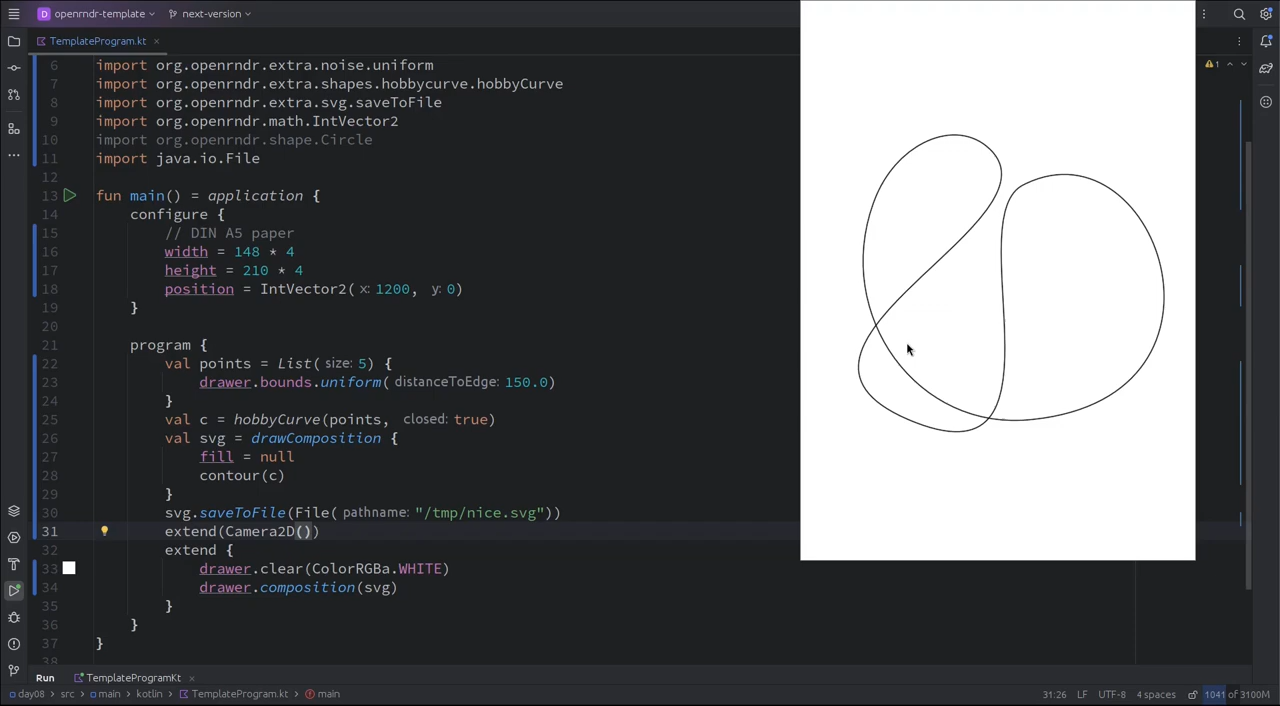 D openrndr-template next-version
TemplateProgram.kt
6 import org.openrndr.extra.noise.uniform
7 import org.openrndr.extra.shapes.hobbycurve.hobbyCurve
8 import org.openrndr.extra.svg.saveToFile
9 import org.openrndr.math.IntVector2
10 import org.openrndr.shape.Circle
11 import java.io.File
12
13 fun main() = application {
14 configure {
15 // DIN A5 paper
16 width = 148 * 4
17 height = 210 * 4
18 position = IntVector2( x: 1200, y: 0)
19 }
20
21 program {
22 val points = List( size: 5) {
23 drawer.bounds.uniform( distanceToEdge: 150.0)
24 }
25 val c = hobbyCurve(points, closed: true)
26 val svg = drawComposition {
27 fill = null
28 contour(c)
29 }
30 svg.saveToFile(File( pathname: "/tmp/nice.svg"))
31 extend(Camera2D())
32 extend {
33 drawer.clear(ColorRGBa.WHITE)
34 drawer.composition(svg)
35 }
36 }
37 }
38
1
Run TemplateProgramKt
day08 src main kotlin TemplateProgram.kt main 31:26 LF UTF-8 4 spaces 1041 of 3100M